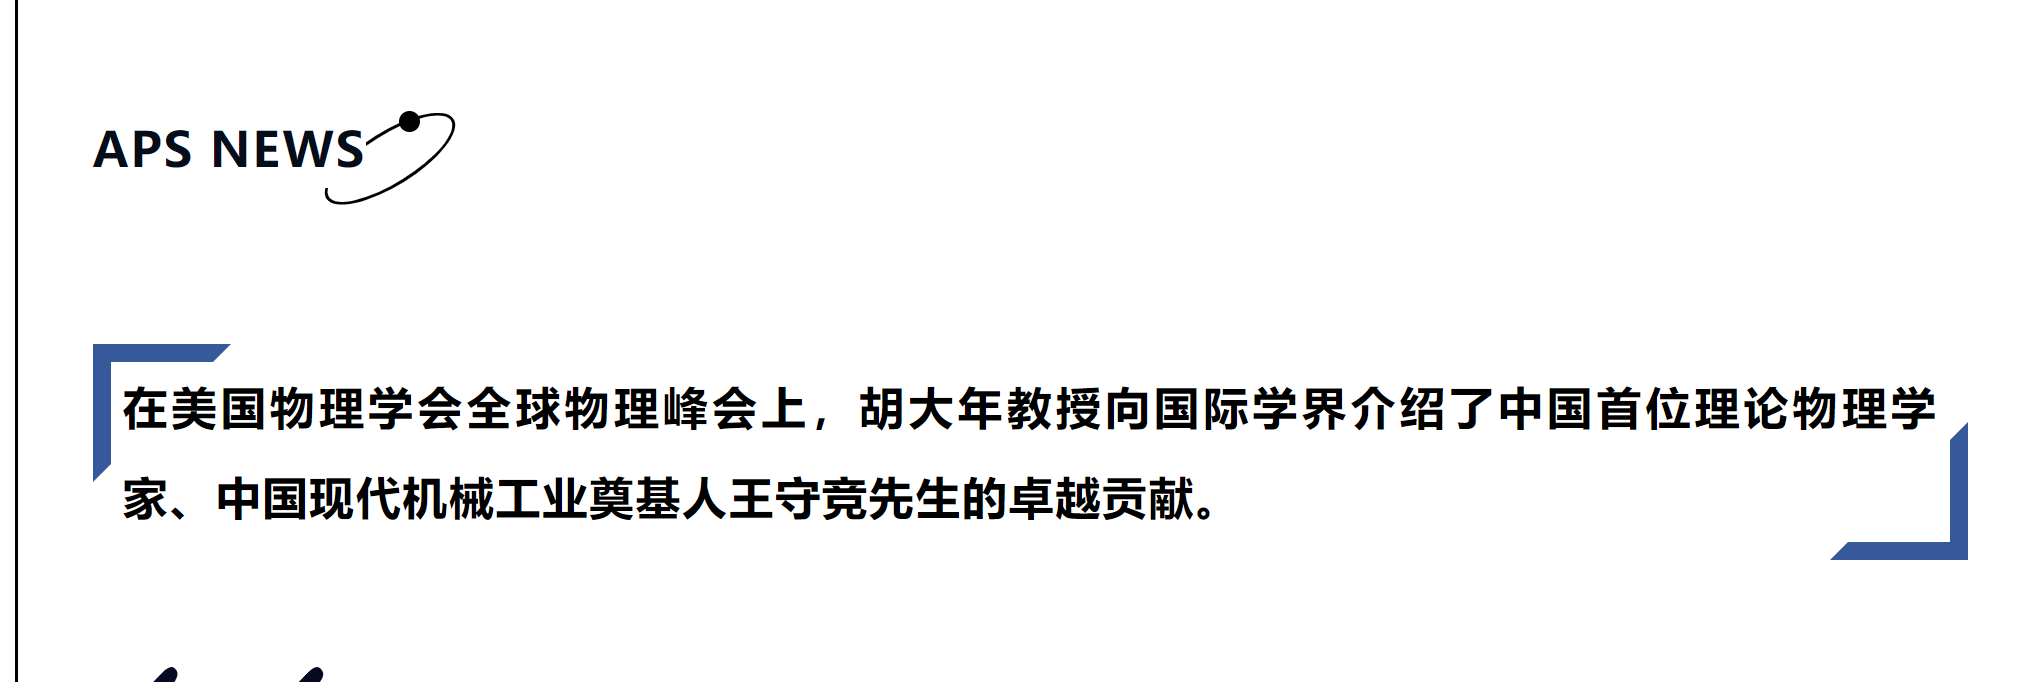 APS NEWS
在美国物理学会全球物理峰会上，胡大年教授向国际学界介绍了中国首位理论物理学
家、中国现代机械工业奠基人王守竞先生的卓越贡献。